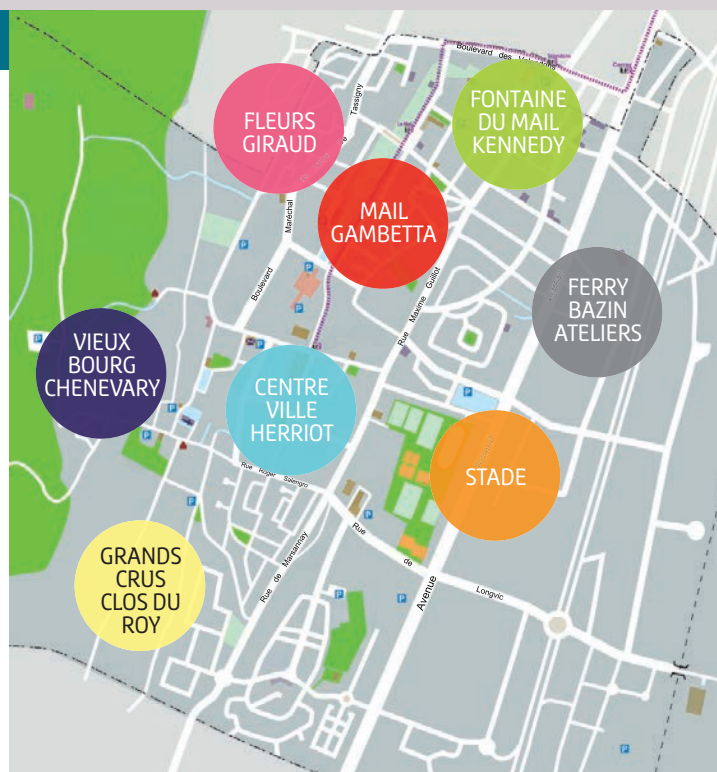 Boulevard des
FLEURS
GIRAUD
Tassigny
Maréchal
FONTAINE
DU MAIL
KENNEDY
MAIL
GAMBETTA
Boulevard
Rue Maxime Guillot
FERRY
BAZIN
ATELIERS
VIEUX
BOURG
CHENEVARY
CENTRE
VILLE
HERRIOT
STADE
Rue Roger Salengro
GRANDS
CRUS
CLOS DU
ROY
Rue de Marsannay
Rue de Longvic
Avenue
P
P
P
P
P
P
P
P
P
P
P